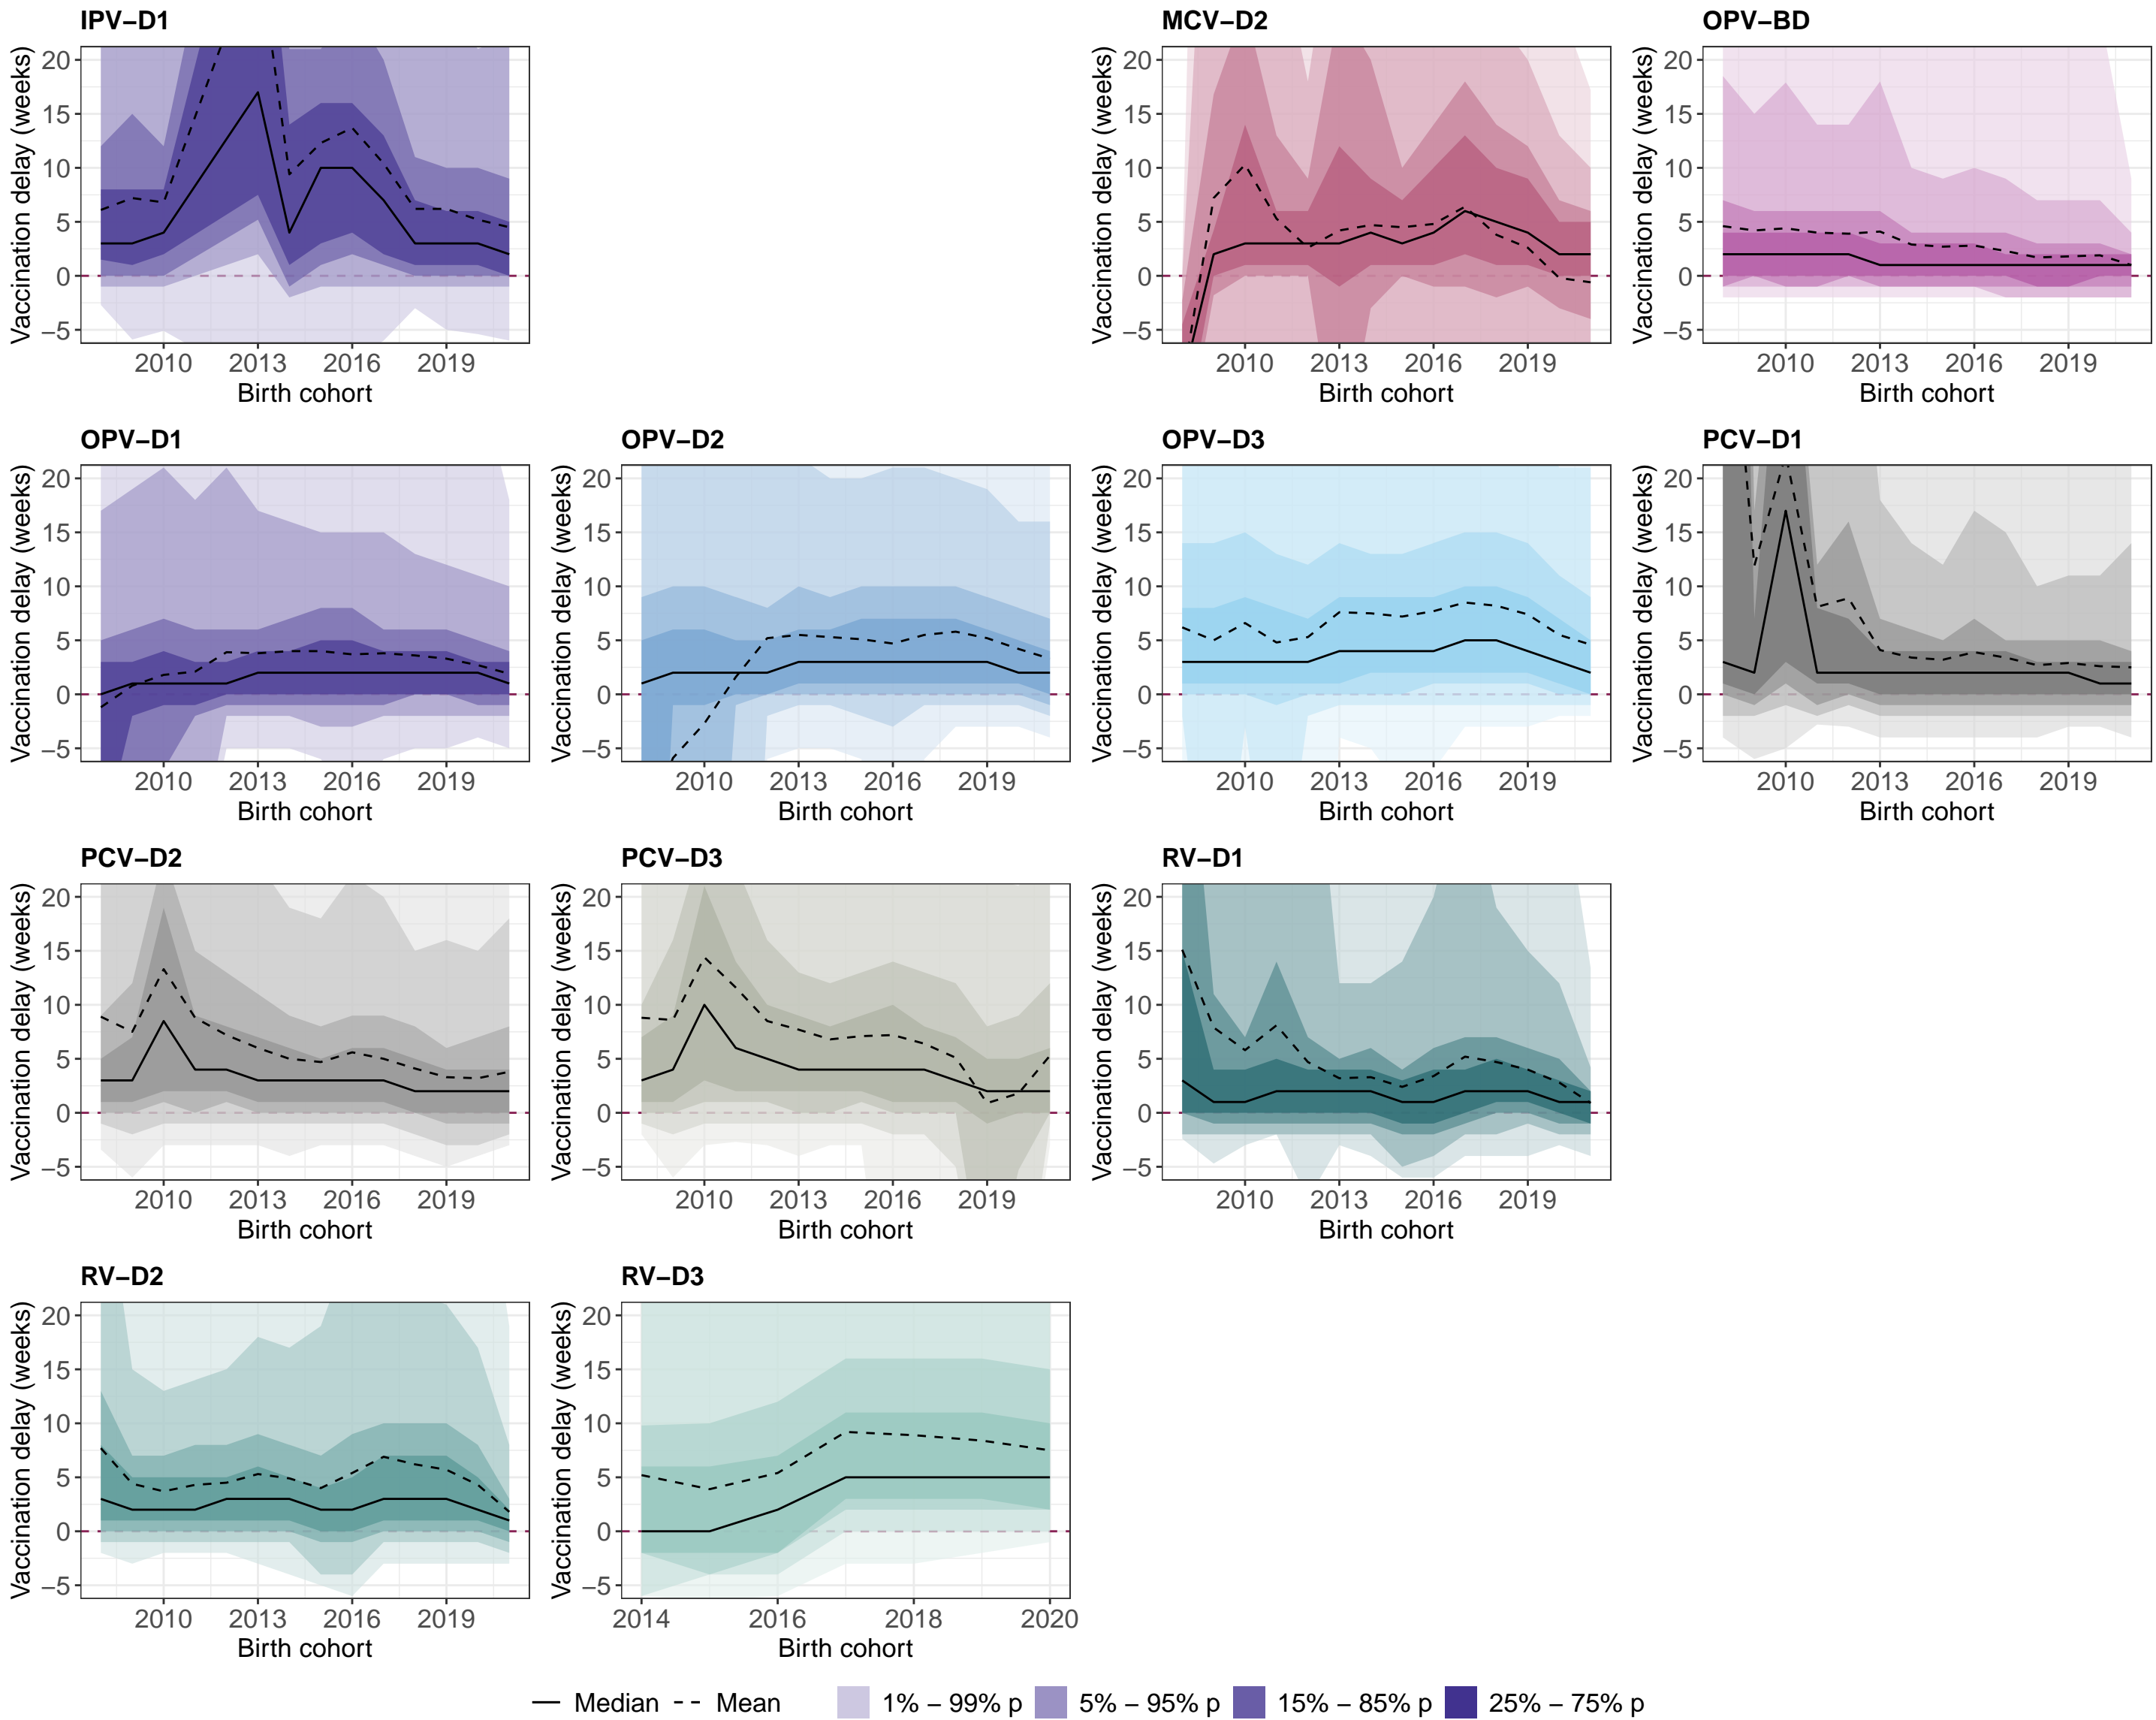 IPV−D1
MCV−D2
OPV−BD
Vaccination delay (weeks)
20
15
10
5
0
−5
2010 2013 2016 2019
Birth cohort
Vaccination delay (weeks)
20
15
10
5
0
−5
2010 2013 2016 2019
Birth cohort
Vaccination delay (weeks)
20
15
10
5
0
−5
2010 2013 2016 2019
Birth cohort
OPV−D1
OPV−D2
OPV−D3
PCV−D1
Vaccination delay (weeks)
20
15
10
5
0
−5
2010 2013 2016 2019
Birth cohort
Vaccination delay (weeks)
20
15
10
5
0
−5
2010 2013 2016 2019
Birth cohort
Vaccination delay (weeks)
20
15
10
5
0
−5
2010 2013 2016 2019
Birth cohort
Vaccination delay (weeks)
20
15
10
5
0
−5
2010 2013 2016 2019
Birth cohort
PCV−D2
PCV−D3
RV−D1
Vaccination delay (weeks)
20
15
10
5
0
−5
2010 2013 2016 2019
Birth cohort
Vaccination delay (weeks)
20
15
10
5
0
−5
2010 2013 2016 2019
Birth cohort
Vaccination delay (weeks)
20
15
10
5
0
−5
2010 2013 2016 2019
Birth cohort
RV−D2
RV−D3
Vaccination delay (weeks)
20
15
10
5
0
−5
2010 2013 2016 2019
Birth cohort
Vaccination delay (weeks)
20
15
10
5
0
−5
2014 2016 2018 2020
Birth cohort
Median Mean 1% − 99% p 5% − 95% p 15% − 85% p 25% − 75% p